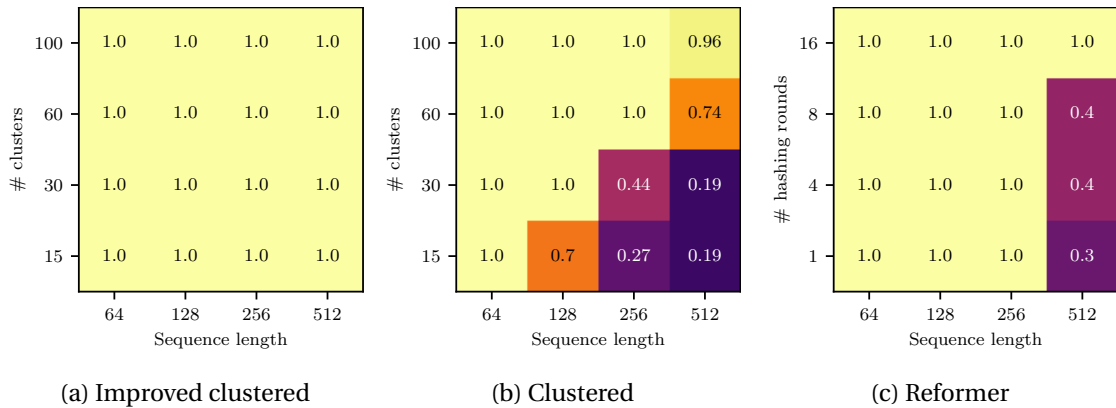 100 1.0 1.0 1.0 1.0
60 1.0 1.0 1.0 1.0
30 1.0 1.0 1.0 1.0
15 1.0 1.0 1.0 1.0
# clusters
64 128 256 512
Sequence length
(a) Improved clustered
100 1.0 1.0 1.0 0.96
60 1.0 1.0 1.0 0.74
30 1.0 1.0 0.44 0.19
15 1.0 0.7 0.27 0.19
# clusters
64 128 256 512
Sequence length
(b) Clustered
16 1.0 1.0 1.0 1.0
8 1.0 1.0 1.0 0.4
4 1.0 1.0 1.0 0.4
1 1.0 1.0 1.0 0.3
# hashing rounds
64 128 256 512
Sequence length
(c) Reformer